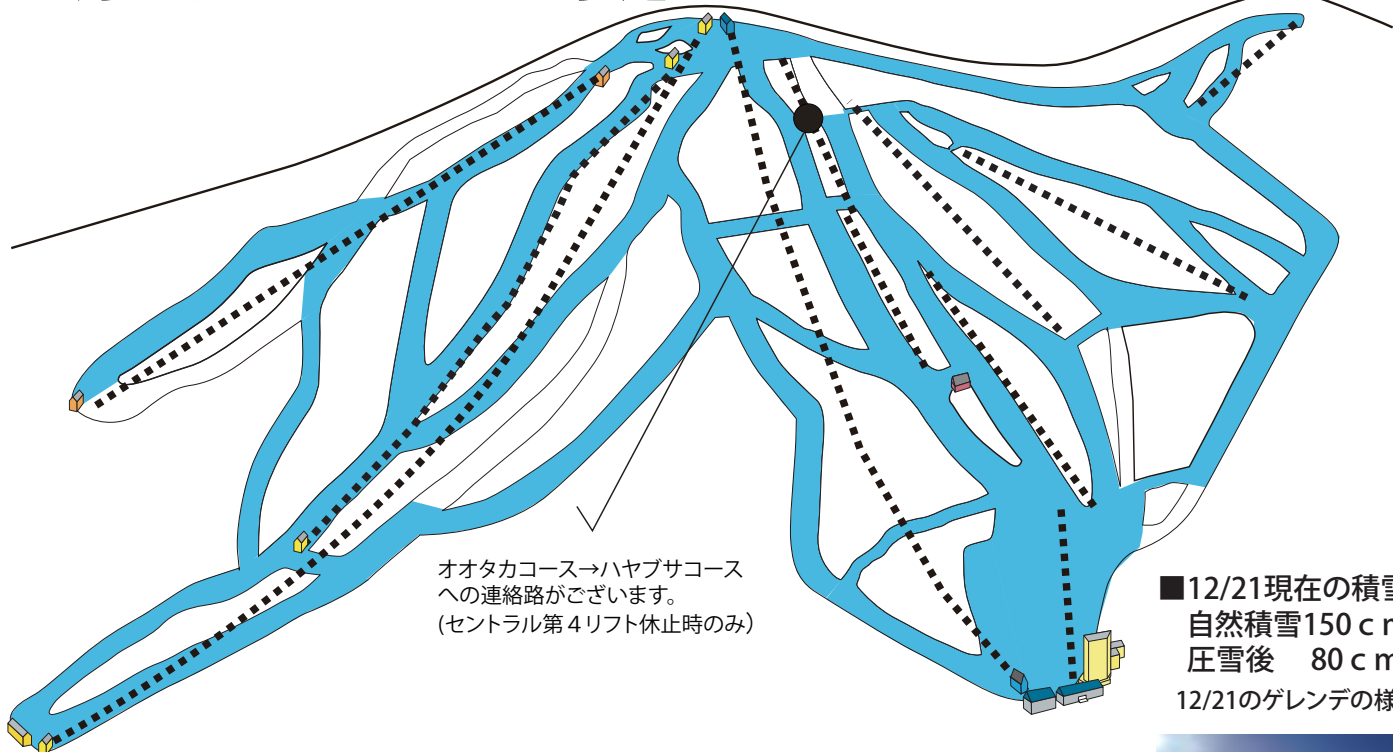 オオタカコース→ハヤブサコース
への連絡路がございます。
(セントラル第４リフト休止時のみ)
■12/21現在の積雪
自然積雪150ｃｍ
圧雪後　80ｃｍ
12/21のゲレンデの様